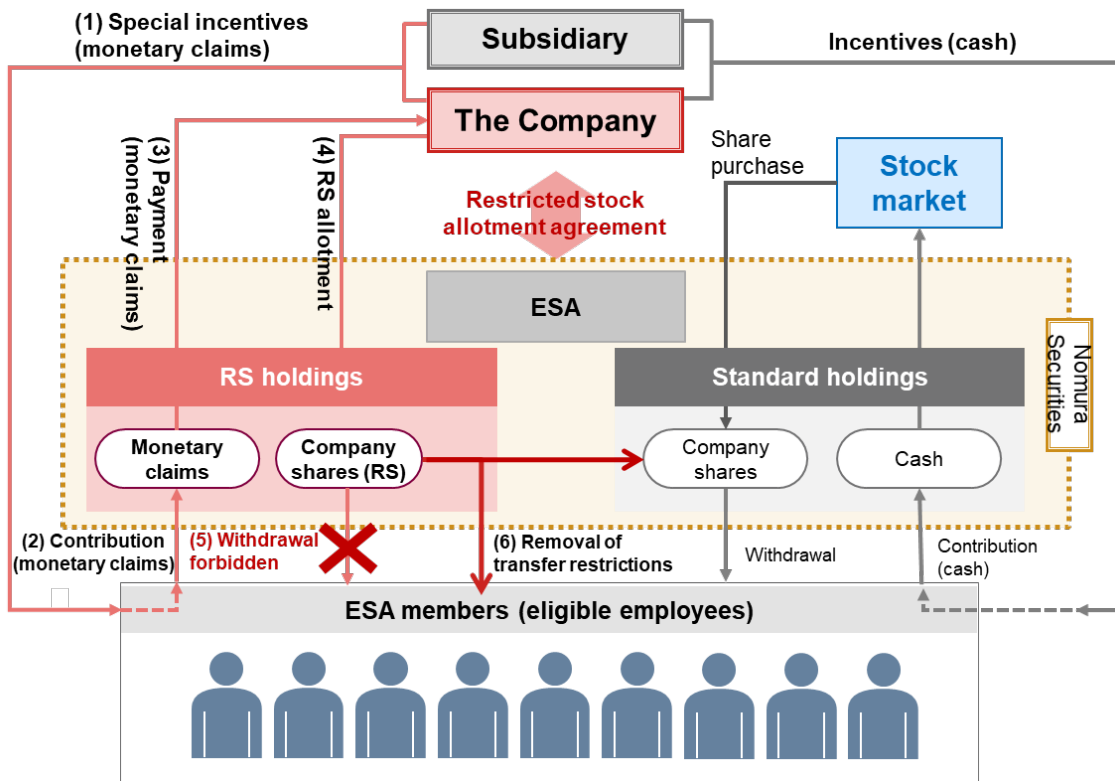 (1) Special incentives
(monetary claims)
Subsidiary
Incentives (cash)
The Company
(3) Payment
(monetary claims)
(4) RS allotment
Share
purchase
Stock
market
Restricted stock
allotment agreement
ESA
Nomura
Securities
RS holdings
Standard holdings
Monetary
claims
Company
shares (RS)
Company
shares
Cash
(2) Contribution
(monetary claims)
(5) Withdrawal
forbidden
(6) Removal of
transfer restrictions
Withdrawal
Contribution
(cash)
ESA members (eligible employees)